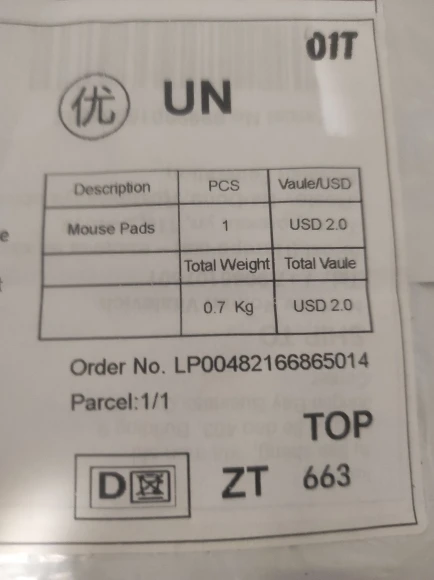 01T
优 UN
Description PCS Vaule/USD
Mouse Pads 1 USD 2.0
Total Weight Total Vaule
0.7 Kg USD 2.0
Order No. LP00482166865014
Parcel:1/1
TOP
D ZT 663